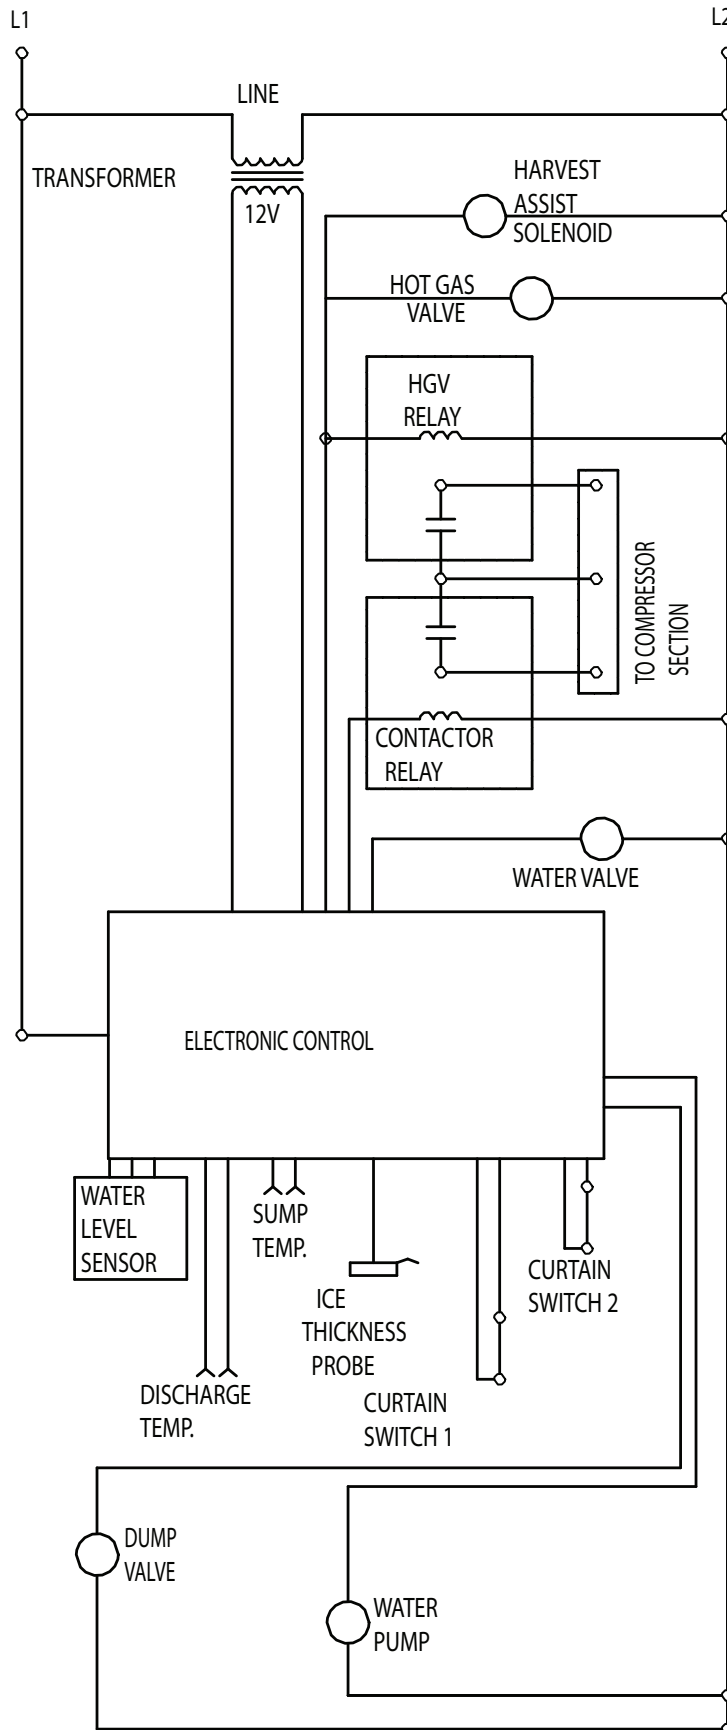 L1
L2
LINE
TRANSFORMER
12V
HARVEST
ASSIST
SOLENOID
HOT GAS
VALVE
HGV
RELAY
TO COMPRESSOR
SECTION
CONTACTOR
RELAY
WATER VALVE
ELECTRONIC CONTROL
WATER
LEVEL
SENSOR
SUMP
TEMP.
DISCHARGE
TEMP.
ICE
THICKNESS
PROBE
CURTAIN
SWITCH 1
CURTAIN
SWITCH 2
DUMP
VALVE
WATER
PUMP